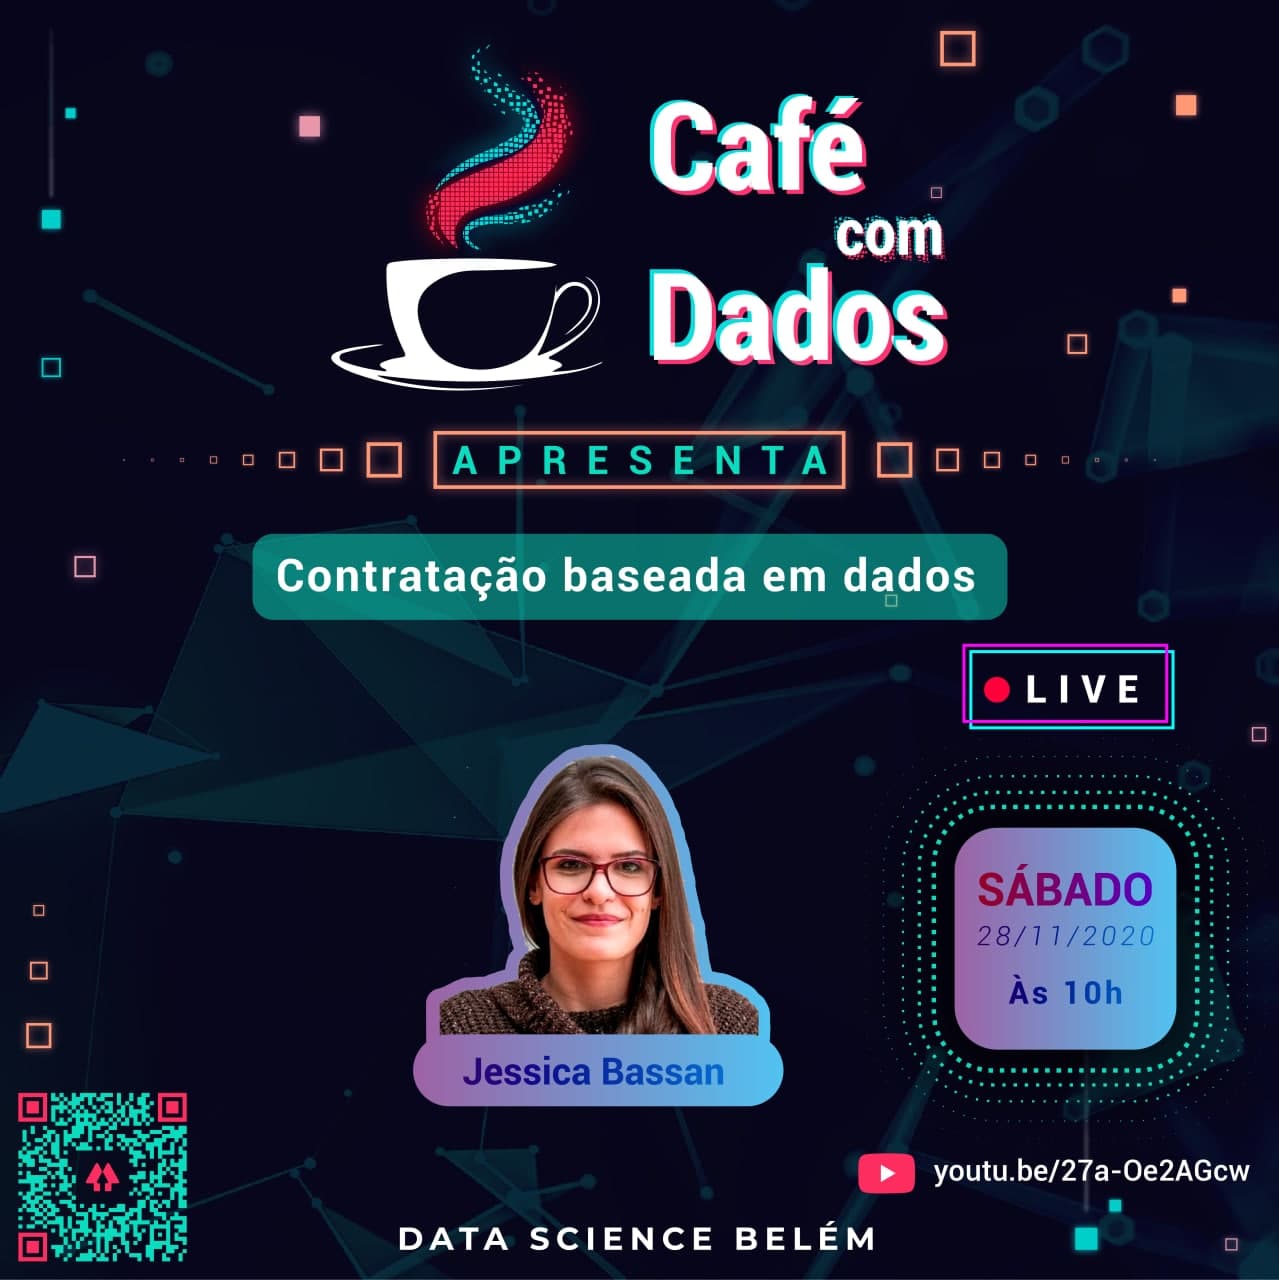 Café
com
Dados
APRESENTA
Contratação baseada em dados
LIVE
SÁBADO
28/11/2020
Às 10h
Jessica Bassan
youtu.be/27a-Oe2AGcw
DATA SCIENCE BELÉM